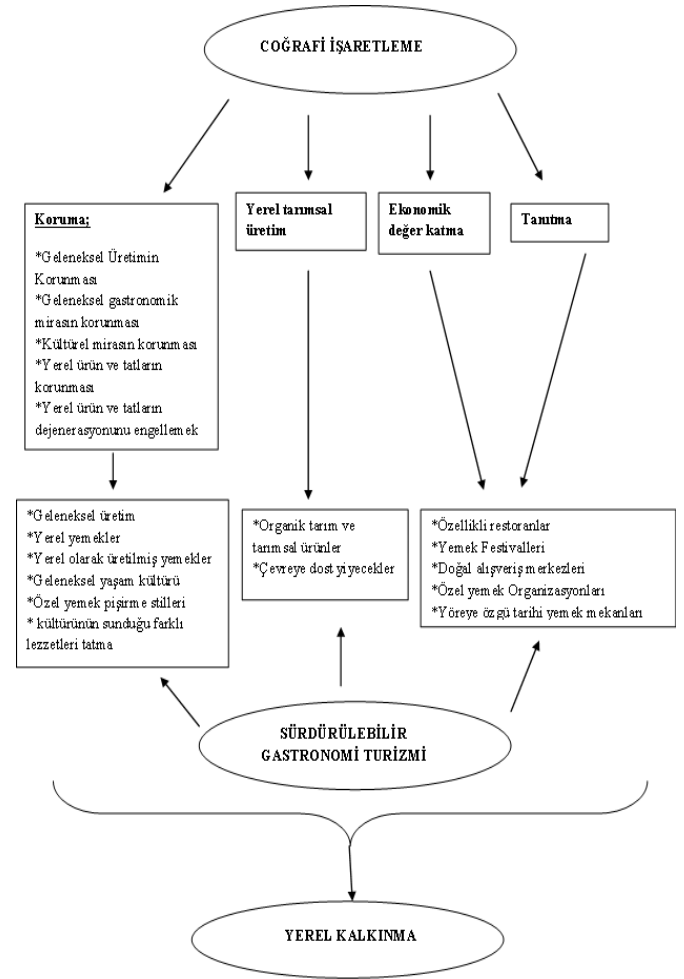 COĞRAFİ İŞARETLEME
Koruma;
*Geleneksel Üretimin
Korunması
*Geleneksel gastronomik
mirasın korunması
*Kültürel mirasın korunması
*Yerel ürün ve tatların
korunması
*Yerel ürün ve tatların
dejenerasyonunu engellemek
Yerel tarımsal
üretim
Ekonomik
değer katma
Tanıtma
*Geleneksel üretim
*Yerel yemekler
*Yerel olarak üretilmiş yemekler
*Geleneksel yaşam kültürü
*Özel yemek pişirme stilleri
* kültürünün sunduğu farklı
lezzetleri tatma
*Organik tarım ve
tarımsal ürünler
*Çevreye dost yiyecekler
*Özellikli restoranlar
*Yemek Festivalleri
*Doğal alışveriş merkezleri
*Özel yemek Organizasyonları
*Yöreye özgü tarihi yemek mekanları
SÜRDÜRÜLEBİLİR
GASTRONOMİ TURİZMİ
YEREL KALKINMA